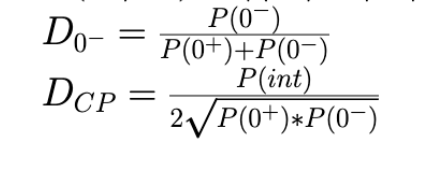 D_{0^-} = \frac{P(0^-)}{P(0^+)+P(0^-)}
D_{CP} = \frac{P(int)}{2\sqrt{P(0^+)*P(0^-)}}